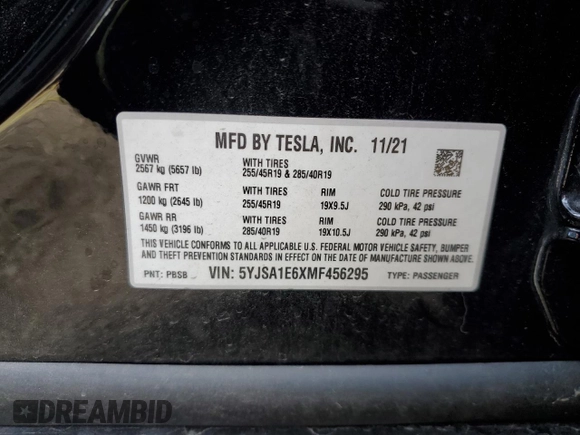 MFD BY TESLA, INC. 11/21
GVWR
2567 kg (5657 lb)
WITH TIRES
255/45R19 & 285/40R19
GAWR FRT
1200 kg (2645 lb)
WITH TIRES
255/45R19
RIM
19X9.5J
COLD TIRE PRESSURE
290 kPa, 42 psi
GAWR RR
1450 kg (3196 lb)
WITH TIRES
285/40R19
RIM
19X10.5J
COLD TIRE PRESSURE
290 kPa, 42 psi
THIS VEHICLE CONFORMS TO ALL APPLICABLE U.S. FEDERAL MOTOR VEHICLE SAFETY, BUMPER
AND THEFT PREVENTION STANDARDS IN EFFECT ON THE DATE OF MANUFACTURE SHOWN ABOVE.
PNT: PBSB VIN: 5YJSA1E6XMF456295 TYPE: PASSENGER
DREAMBID